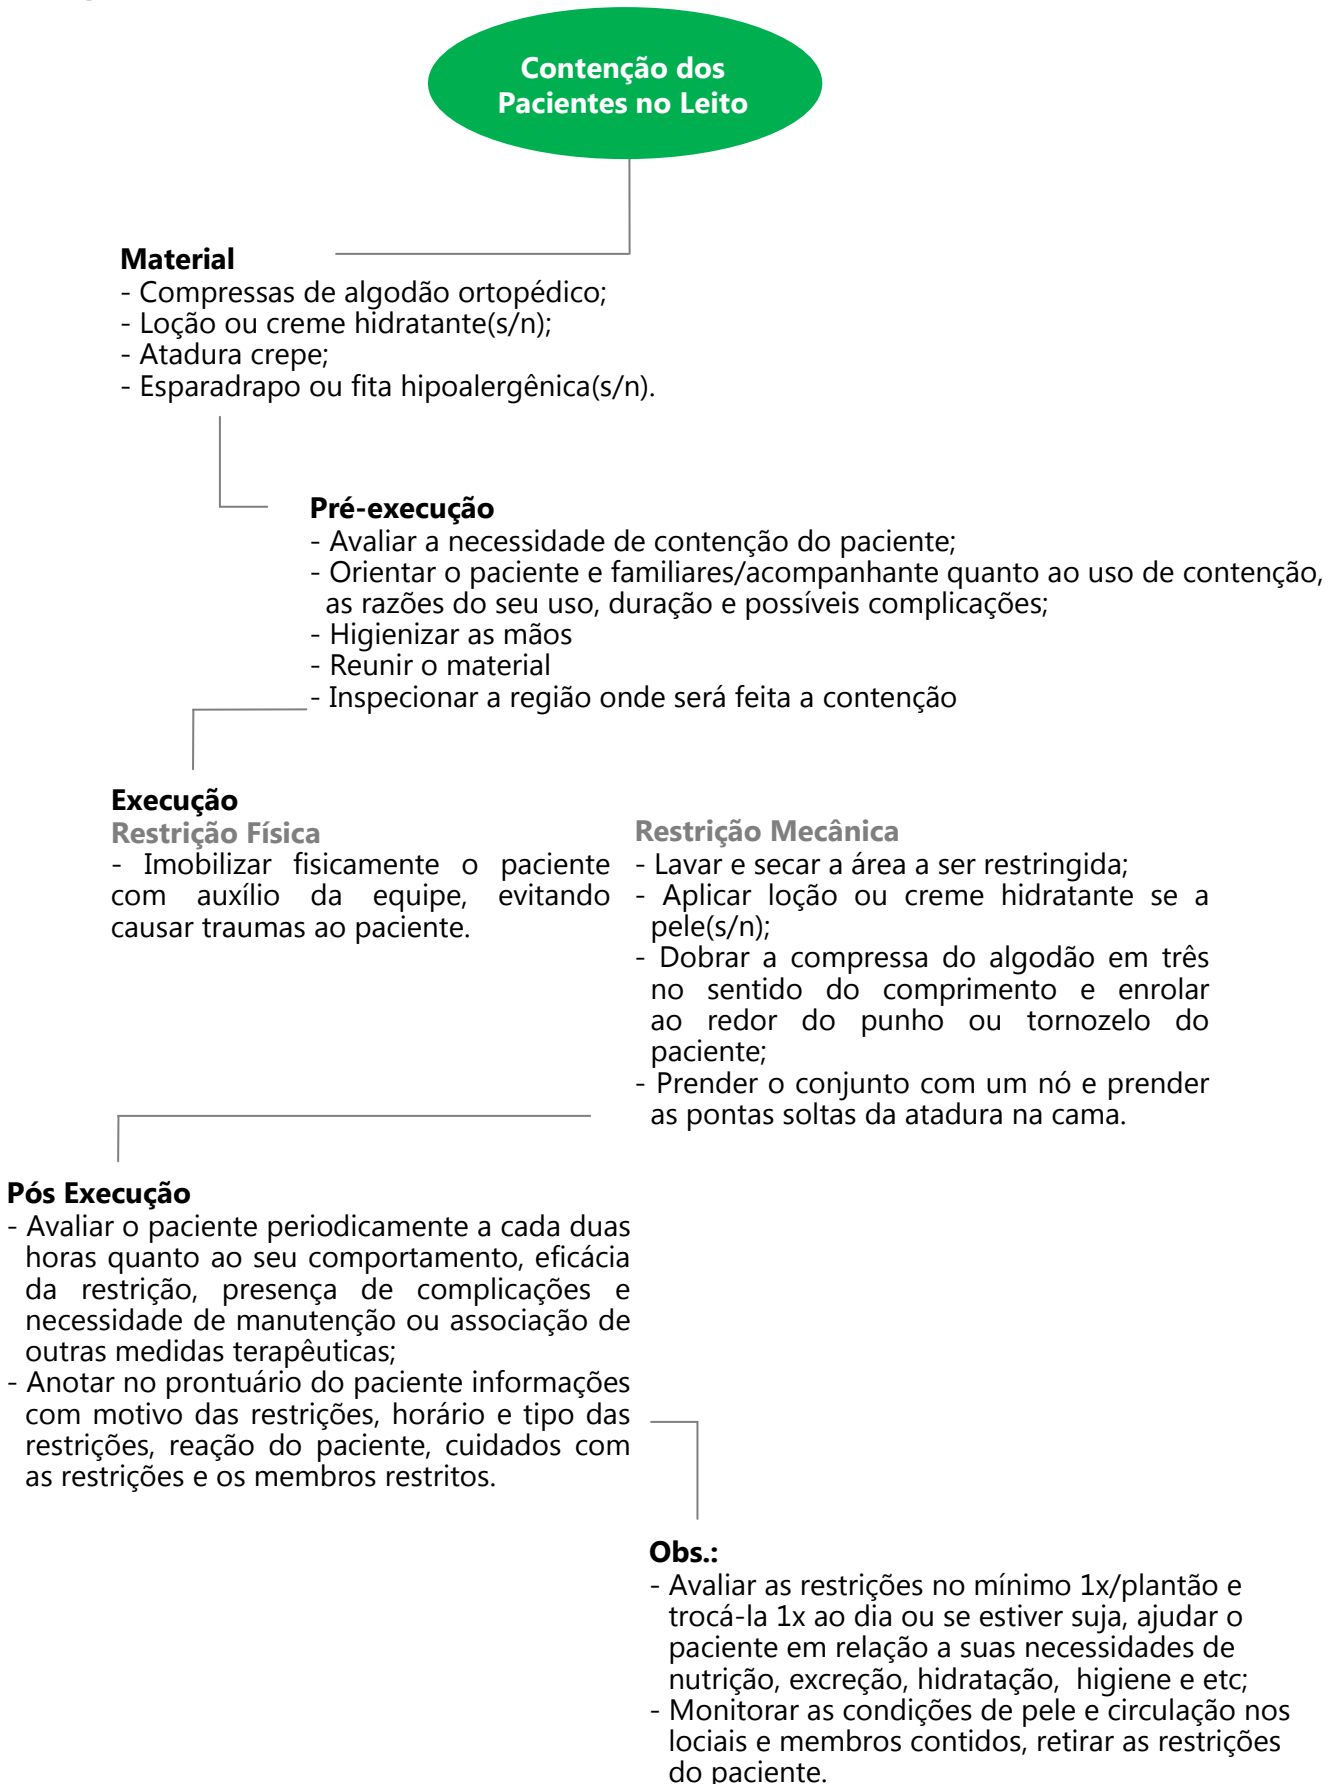 Contenção dos
Pacientes no Leito
Material
- Compressas de algodão ortopédico;
- Loção ou creme hidratante(s/n);
- Atadura crepe;
- Esparadrapo ou fita hipoalergênica(s/n).
Pré-execução
- Avaliar a necessidade de contenção do paciente;
- Orientar o paciente e familiares/acompanhante quanto ao uso de contenção,
as razões do seu uso, duração e possíveis complicações;
- Higienizar as mãos
- Reunir o material
- Inspecionar a região onde será feita a contenção
Execução
Restrição Física
- Imobilizar fisicamente o paciente
com auxílio da equipe, evitando
causar traumas ao paciente.
Restrição Mecânica
- Lavar e secar a área a ser restringida;
- Aplicar loção ou creme hidratante se a
pele(s/n);
- Dobrar a compressa do algodão em três
no sentido do comprimento e enrolar
ao redor do punho ou tornozelo do
paciente;
- Prender o conjunto com um nó e prender
as pontas soltas da atadura na cama.
Pós Execução
- Avaliar o paciente periodicamente a cada duas
horas quanto ao seu comportamento, eficácia
da restrição, presença de complicações e
necessidade de manutenção ou associação de
outras medidas terapêuticas;
- Anotar no prontuário do paciente informações
com motivo das restrições, horário e tipo das
restrições, reação do paciente, cuidados com
as restrições e os membros restritos.
Obs.:
- Avaliar as restrições no mínimo 1x/plantão e
trocá-la 1x ao dia ou se estiver suja, ajudar o
paciente em relação a suas necessidades de
nutrição, excreção, hidratação, higiene e etc;
- Monitorar as condições de pele e circulação nos
lociais e membros contidos, retirar as restrições
do paciente.